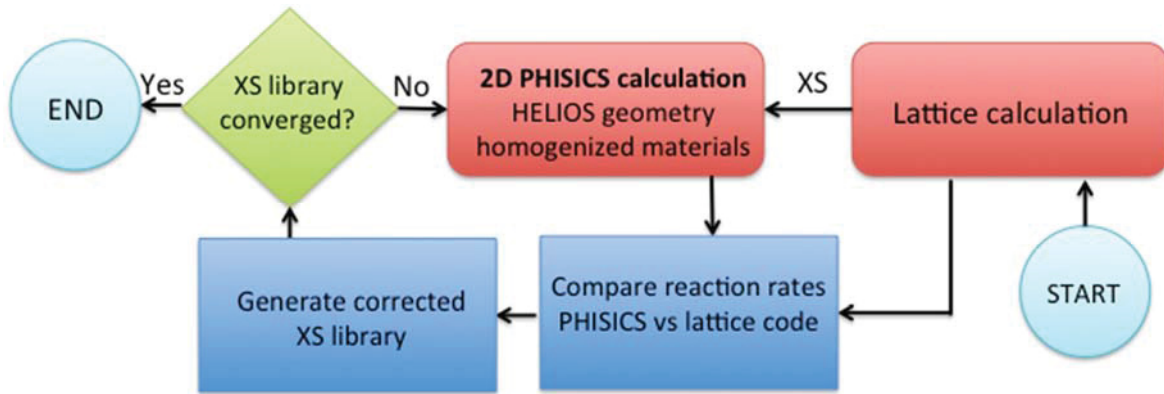 END
Yes
XS library
converged?
No
2D PHISICS calculation
HELIOS geometry
homogenized materials
XS
Lattice calculation
Generate corrected
XS library
Compare reaction rates
PHISICS vs lattice code
START